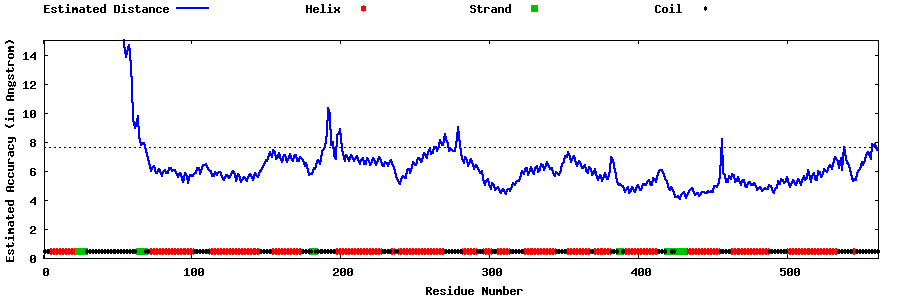 Estimated Distance Helix Strand Coil
Estimated Accuracy (in Angstrom)
14
12
10
8
6
4
2
0
0 100 200 300 400 500
Residue Number